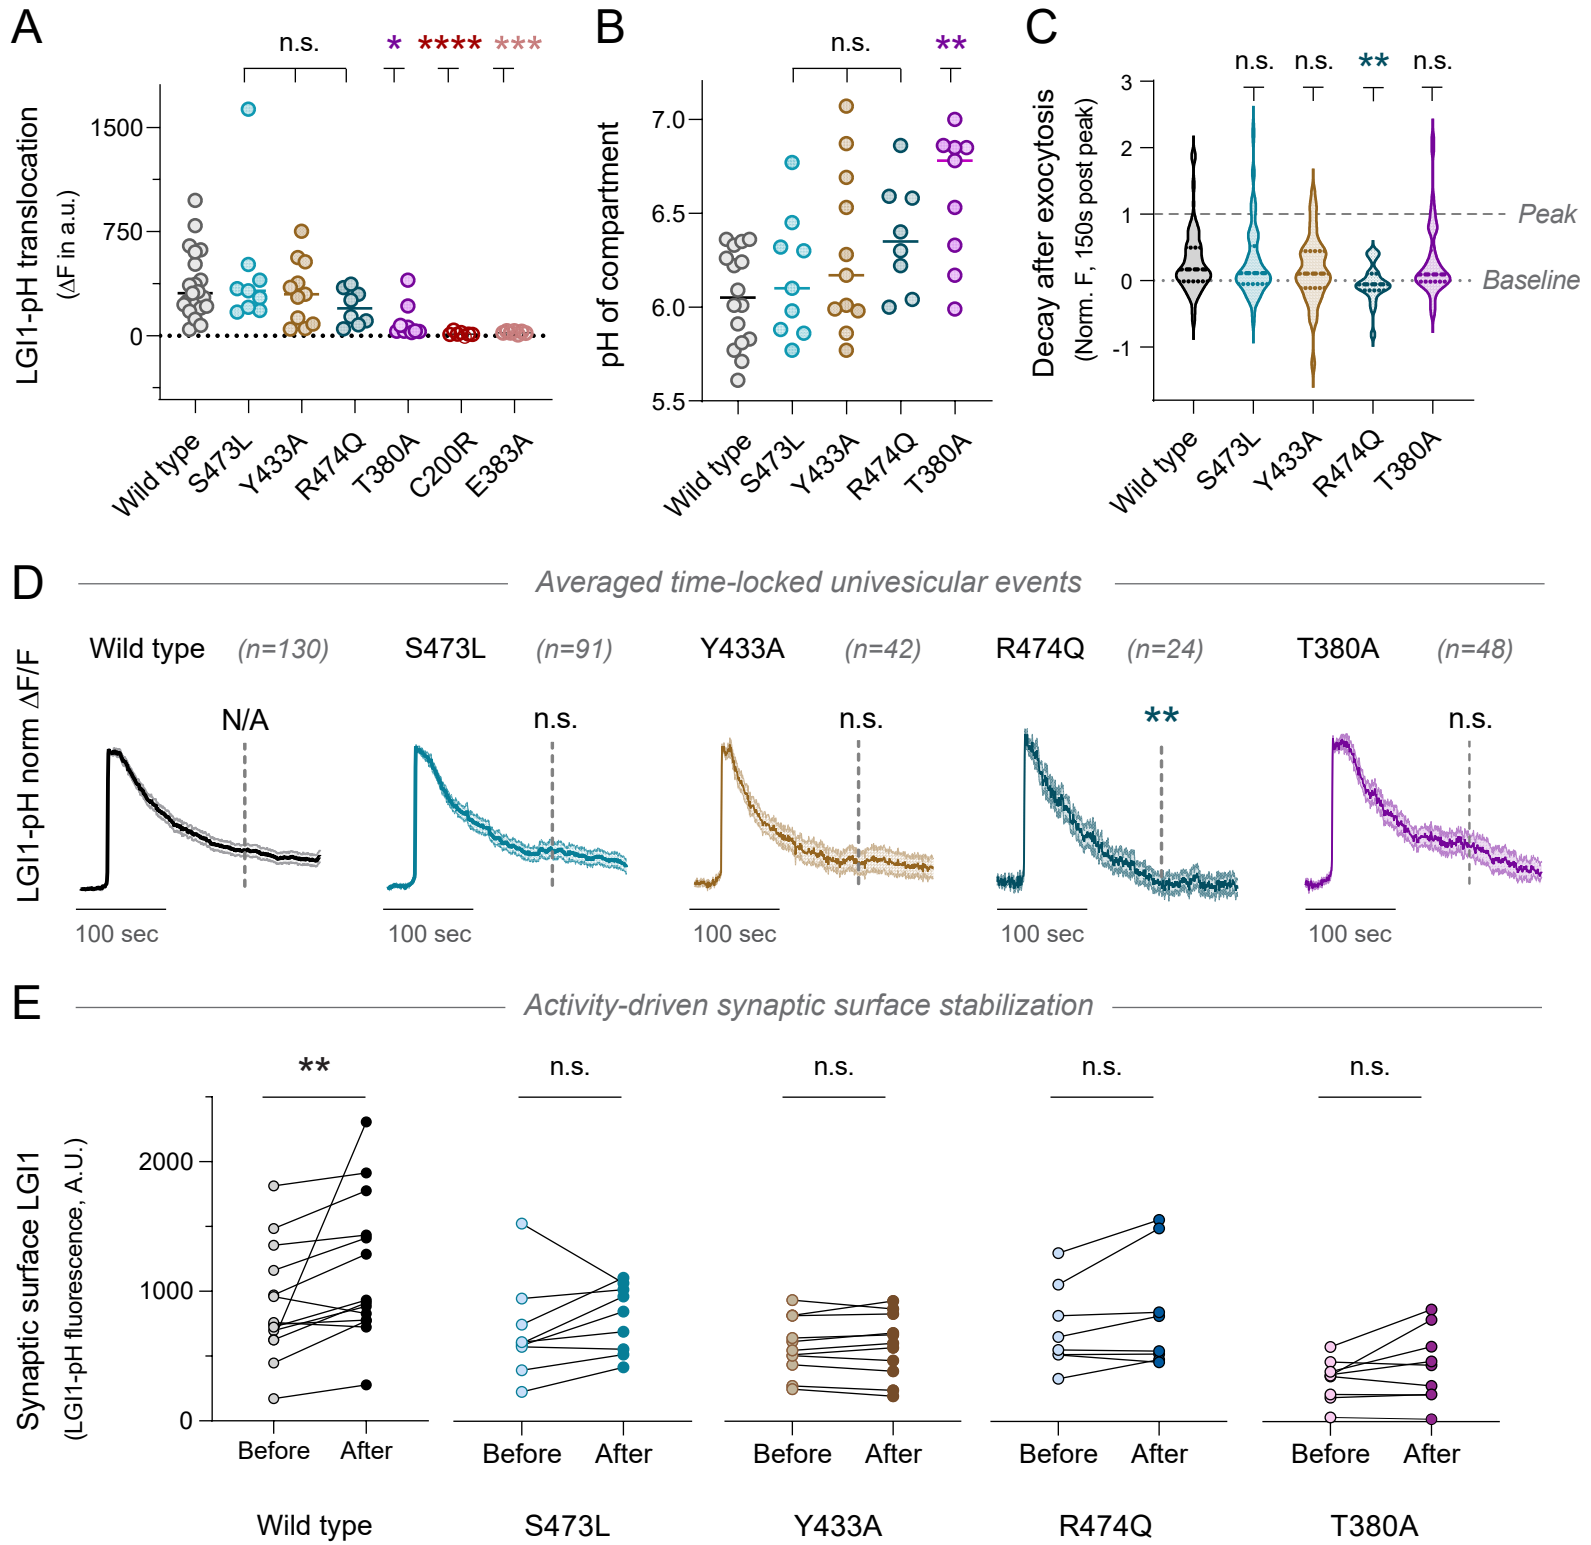 A
n.s.
*
****
***
LGI1-pH translocation
(ΔF in a.u.)
1500
750
0
Wild type
S473L
Y433A
R474Q
T380A
C200R
E383A
B
n.s.
**
pH of compartment
7.0
6.5
6.0
5.5
Wild type
S473L
Y433A
R474Q
T380A
C
n.s.
n.s.
**
n.s.
Decay after exocytosis
(Norm. F, 150s post peak)
3
2
1
0
-1
Peak
Baseline
Wild type
S473L
Y433A
R474Q
T380A
D
Averaged time-locked univesicular events
LGI1-pH norm ΔF/F
Wild type (n=130)
S473L (n=91)
Y433A (n=42)
R474Q (n=24)
T380A (n=48)
N/A
n.s.
n.s.
**
n.s.
100 sec
100 sec
100 sec
100 sec
100 sec
E
Activity-driven synaptic surface stabilization
**
n.s.
n.s.
n.s.
n.s.
Synaptic surface LGI1
(LGI1-pH fluorescence, A.U.)
2000
1000
0
Before After
Before After
Before After
Before After
Before After
Wild type
S473L
Y433A
R474Q
T380A